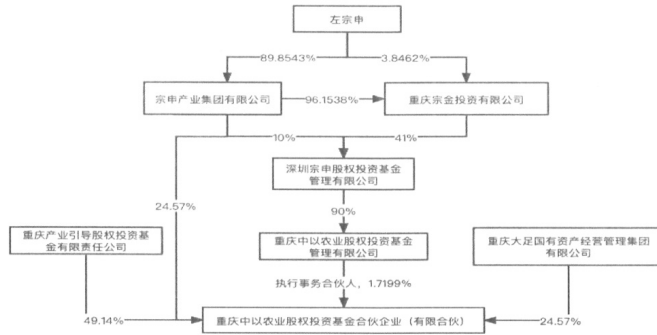 左宗申
89.8543%
3.8462%
宗申产业集团有限公司
96.1538%
重庆宗金投资有限公司
10%
41%
深圳宗申股权投资基金
管理有限公司
24.57%
90%
重庆产业引导股权投资基
金有限责任公司
重庆中以农业股权投资基金
管理有限公司
重庆大足国有资产经营管理集团
有限公司
执行事务合伙人，1.7199%
49.14%
重庆中以农业股权投资基金合伙企业（有限合伙）
24.57%